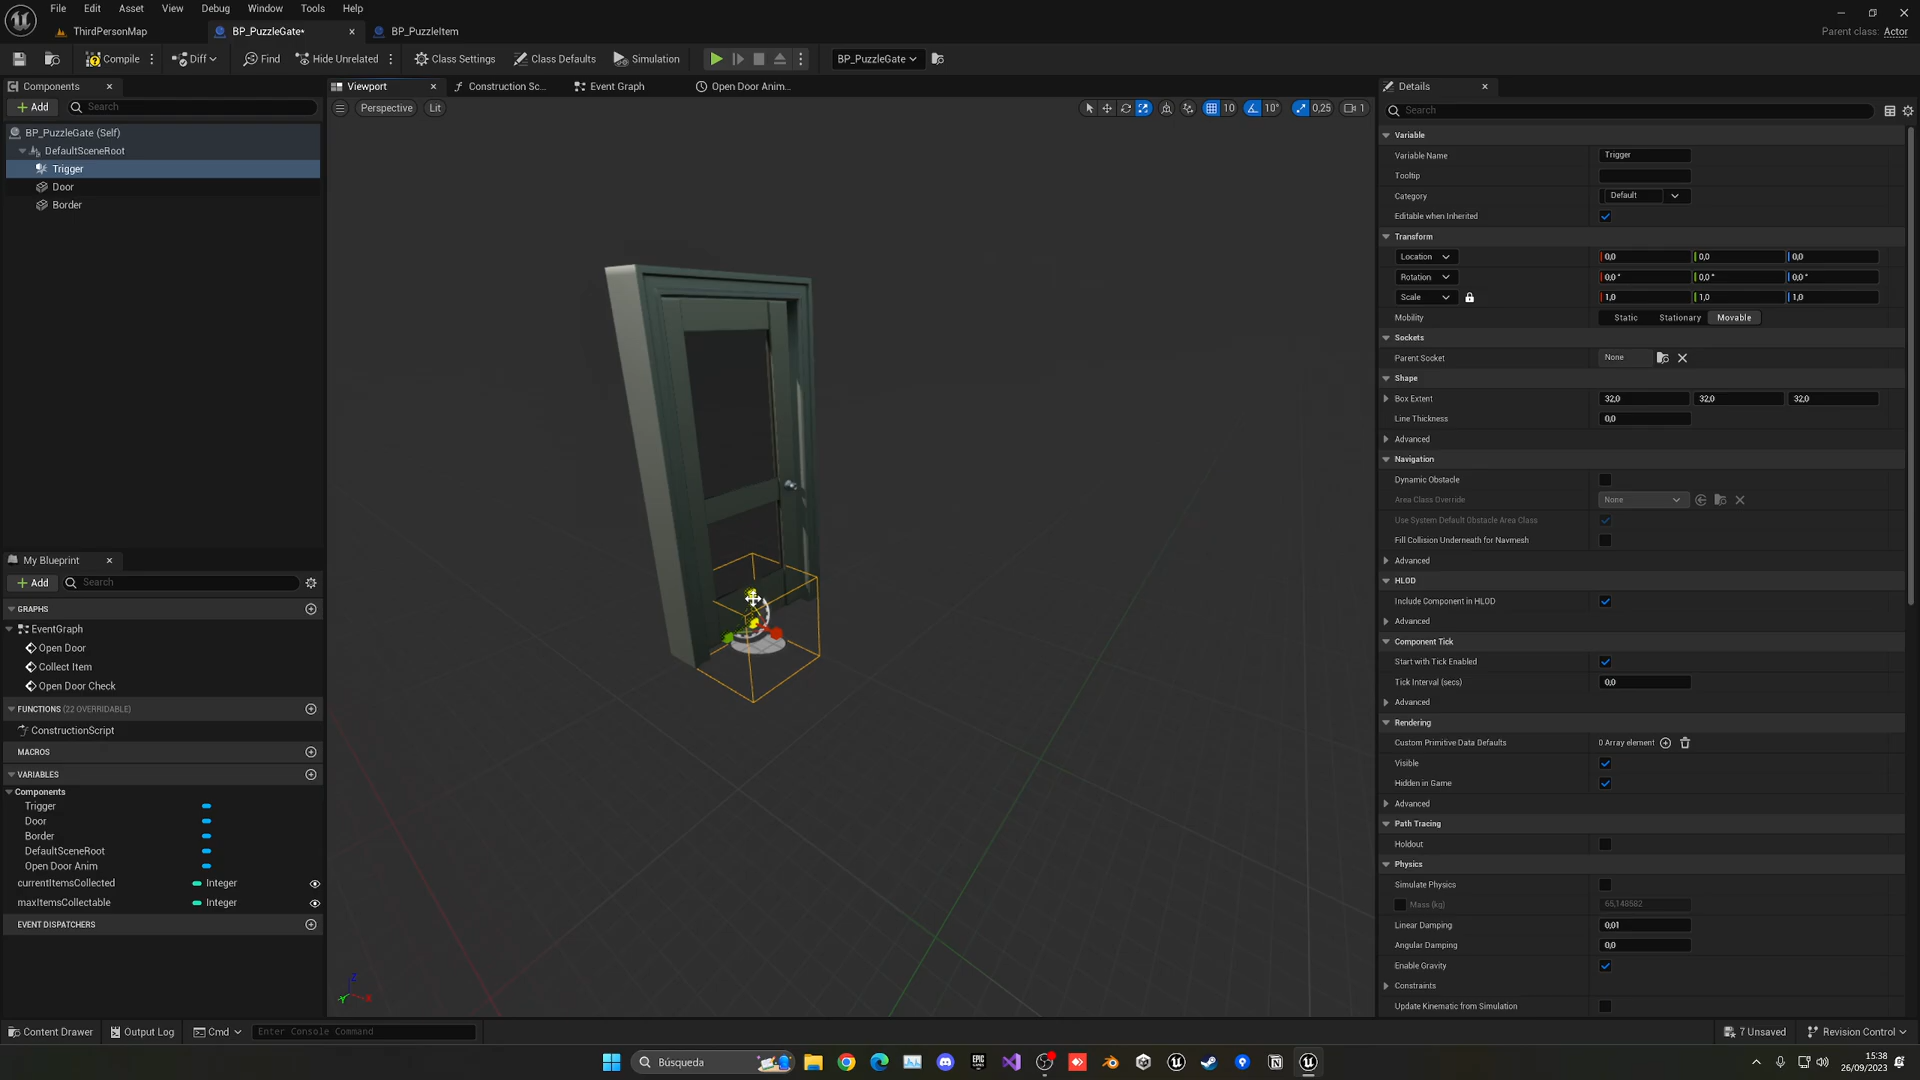 File Edit Asset View Debug Window Tools Help
ThirdPersonMap BP_PuzzleGate* BP_PuzzleItem
Parent class: Actor
Compile Diff Find Hide Unrelated Class Settings Class Defaults Simulation BP_PuzzleGate
Components
Add Search
BP_PuzzleGate (Self)
DefaultSceneRoot
Trigger
Door
Border
My Blueprint
Add Search
GRAPHS
EventGraph
Open Door
Collect Item
Open Door Check
FUNCTIONS (22 OVERRIDABLE)
ConstructionScript
MACROS
VARIABLES
Components
Trigger
Door
Border
DefaultSceneRoot
Open Door Anim
currentItemsCollected Integer
maxItemsCollectable Integer
EVENT DISPATCHERS
Viewport Construction Sc... Event Graph Open Door Anim...
Perspective Lit 10 10° 0,25 1
Z
Y
X
Details
Search
Variable
Variable Name Trigger
Tooltip
Category Default
Editable when Inherited
Transform
Location 0,0 0,0 0,0
Rotation 0,0 ° 0,0 ° 0,0 °
Scale 1,0 1,0 1,0
Mobility Static Stationary Movable
Sockets
Parent Socket None
Shape
Box Extent 32,0 32,0 32,0
Line Thickness 0,0
Advanced
Navigation
Dynamic Obstacle
Area Class Override None
Use System Default Obstacle Area Class
Fill Collision Underneath for Navmesh
Advanced
HLOD
Include Component in HLOD
Advanced
Component Tick
Start with Tick Enabled
Tick Interval (secs) 0,0
Advanced
Rendering
Custom Primitive Data Defaults 0 Array element
Visible
Hidden in Game
Advanced
Path Tracing
Holdout
Physics
Simulate Physics
Mass (kg) 65,148682
Linear Damping 0,01
Angular Damping 0,0
Enable Gravity
Constraints
Update Kinematic from Simulation
Content Drawer Output Log Cmd Enter Console Command 7 Unsaved Revision Control
Búsqueda
EPIC GAMES
15:38
26/09/2023